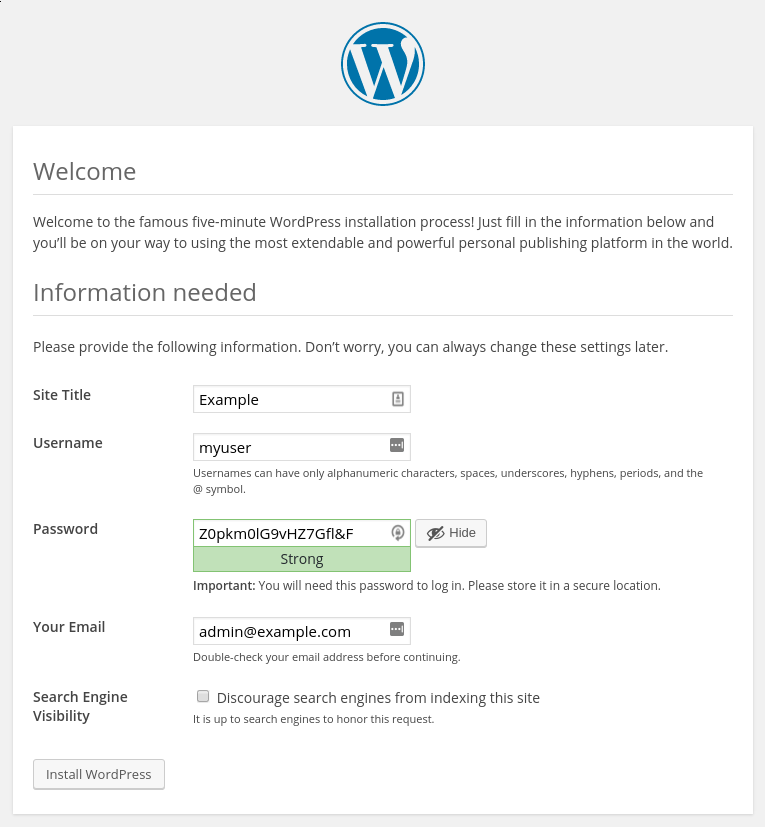 Welcome
Welcome to the famous five-minute WordPress installation process! Just fill in the information below and
you’ll be on your way to using the most extendable and powerful personal publishing platform in the world.
Information needed
Please provide the following information. Don’t worry, you can always change these settings later.
Site Title
Example
Username
myuser
Usernames can have only alphanumeric characters, spaces, underscores, hyphens, periods, and the
@ symbol.
Password
Z0pkm0lG9vHZ7Gfl&F
Hide
Strong
Important: You will need this password to log in. Please store it in a secure location.
Your Email
admin@example.com
Double-check your email address before continuing.
Search Engine
Visibility
Discourage search engines from indexing this site
It is up to search engines to honor this request.
Install WordPress